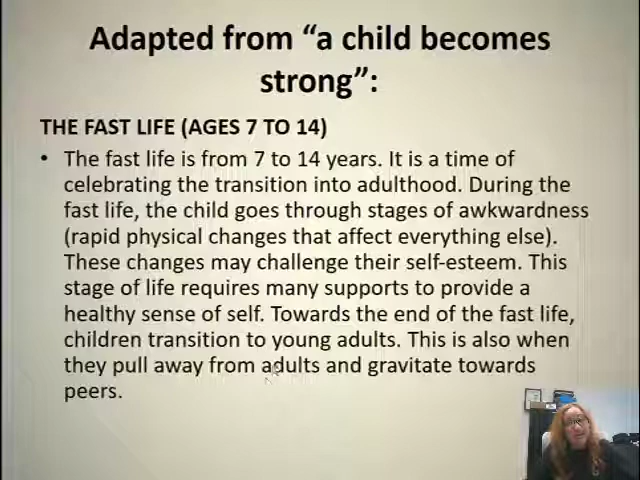 Adapted from “a child becomes
strong”:
THE FAST LIFE (AGES 7 TO 14)
• The fast life is from 7 to 14 years. It is a time of
celebrating the transition into adulthood. During the
fast life, the child goes through stages of awkwardness
(rapid physical changes that affect everything else).
These changes may challenge their self-esteem. This
stage of life requires many supports to provide a
healthy sense of self. Towards the end of the fast life,
children transition to young adults. This is also when
they pull away from adults and gravitate towards
peers.